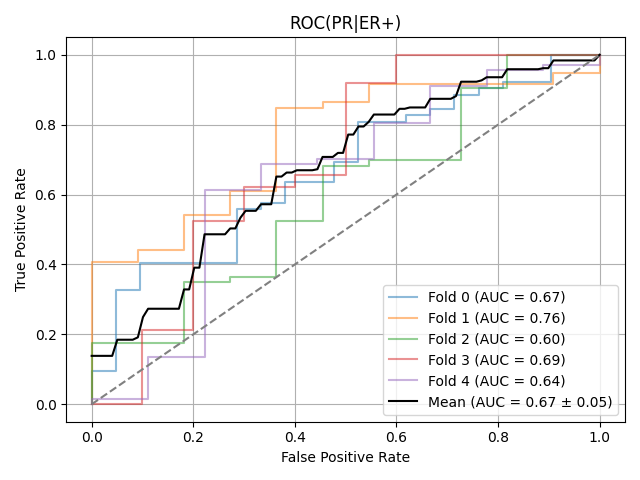 ROC(PR|ER+)
True Positive Rate
1.0
0.8
0.6
0.4
0.2
0.0
Fold 0 (AUC = 0.67)
Fold 1 (AUC = 0.76)
Fold 2 (AUC = 0.60)
Fold 3 (AUC = 0.69)
Fold 4 (AUC = 0.64)
Mean (AUC = 0.67 ± 0.05)
0.0 0.2 0.4 0.6 0.8 1.0
False Positive Rate